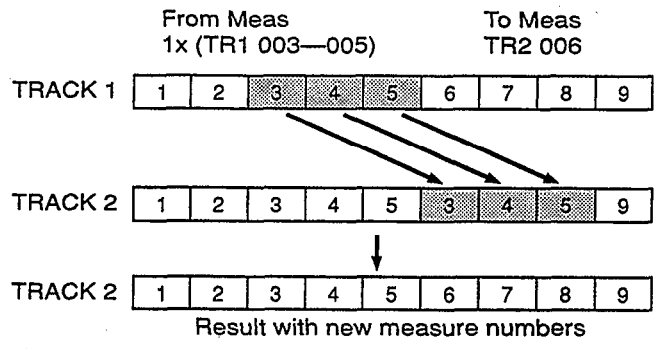 From Meas To Meas
1x (TR1 003—005) TR2 006
TRACK 1 1 2 3 4 5 6 7 8 9
TRACK 2 1 2 3 4 5 3 4 5 9
TRACK 2 1 2 3 4 5 6 7 8 9
Result with new measure numbers